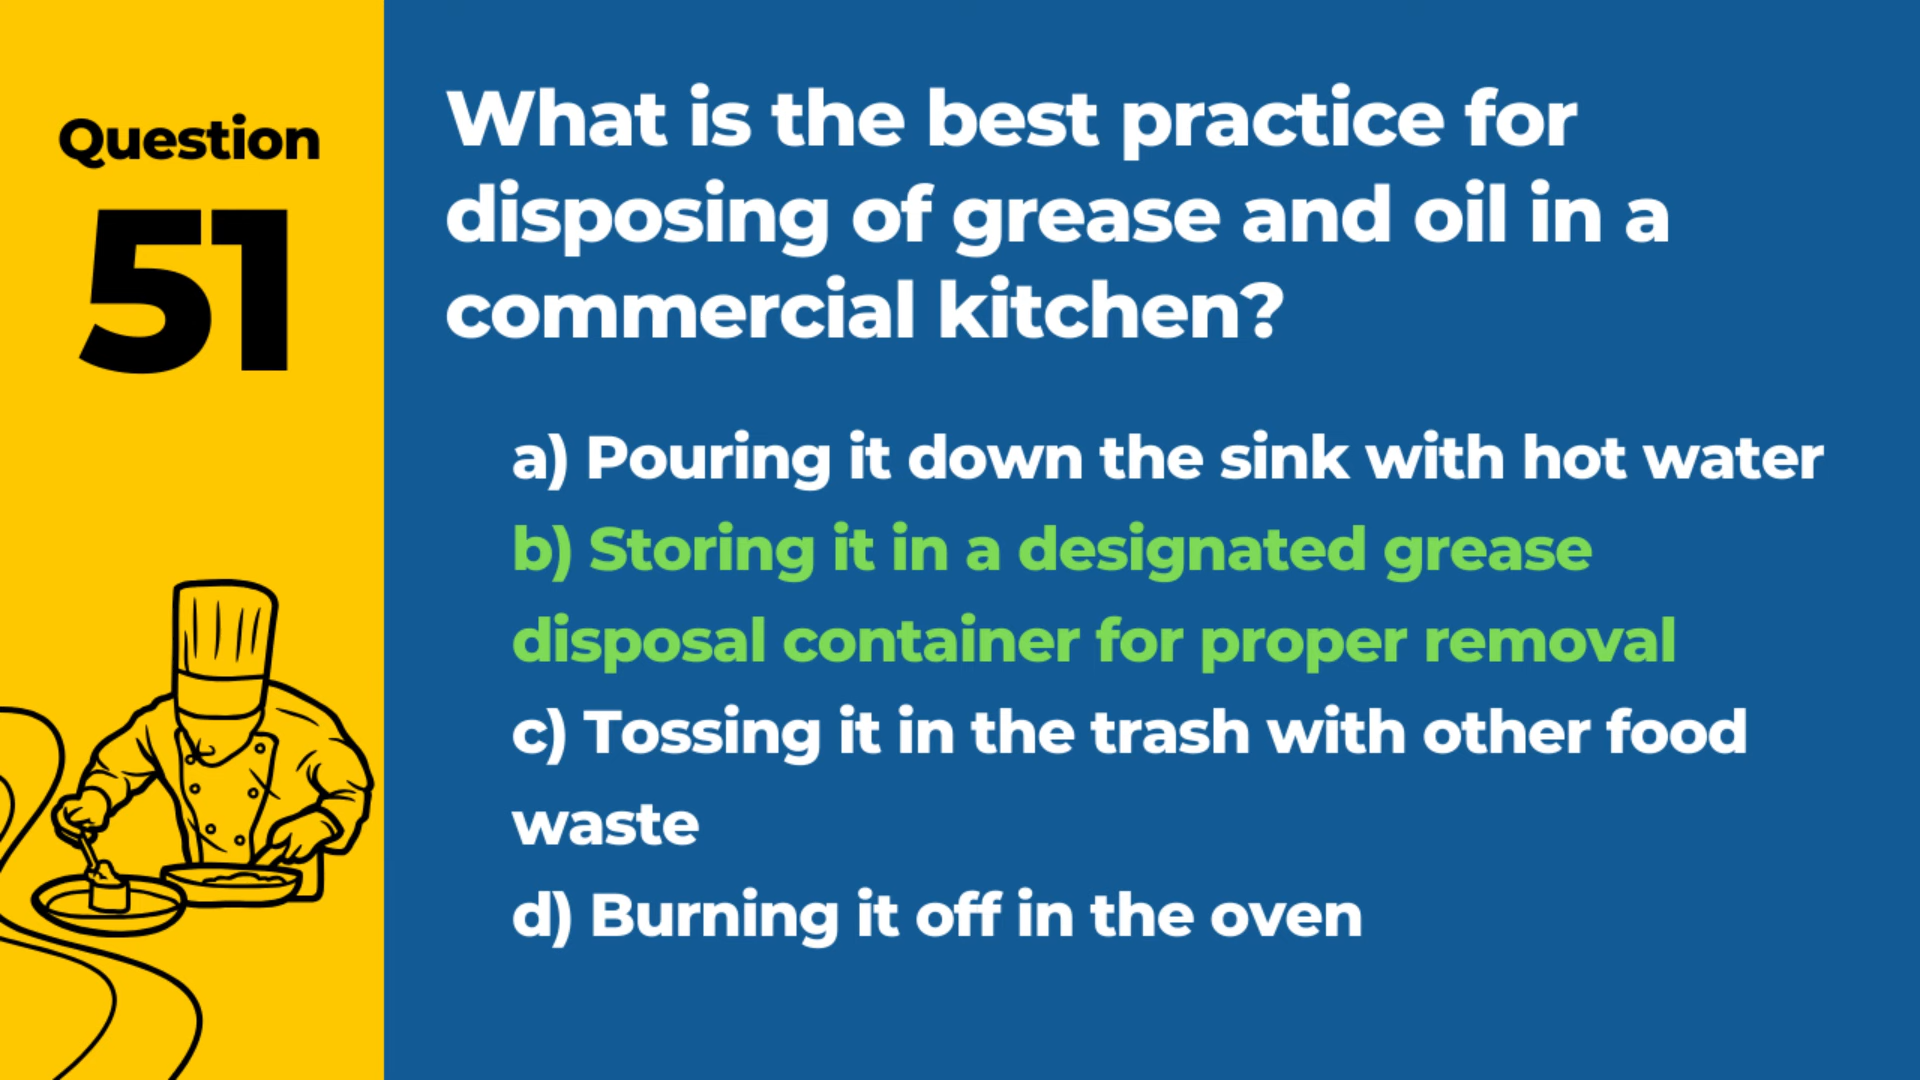 Question
51
What is the best practice for
disposing of grease and oil in a
commercial kitchen?
a) Pouring it down the sink with hot water
b) Storing it in a designated grease
disposal container for proper removal
c) Tossing it in the trash with other food
waste
d) Burning it off in the oven